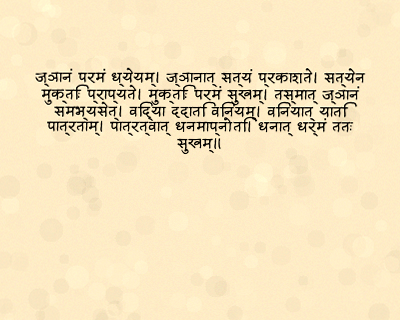 ज्ञानं परमं ध्येयम्। ज्ञानात् सत्यं प्रकाशते। सत्येन
मुक्तिः प्राप्यते। मुक्तिः परमं सुखम्। तस्मात् ज्ञानं
समभ्यसेत्। विद्या ददाति विनयम्। विनयात् याति
पात्रताम्। पात्रत्वात् धनमाप्नोति। धनात् धर्मं ततः
सुखम्॥